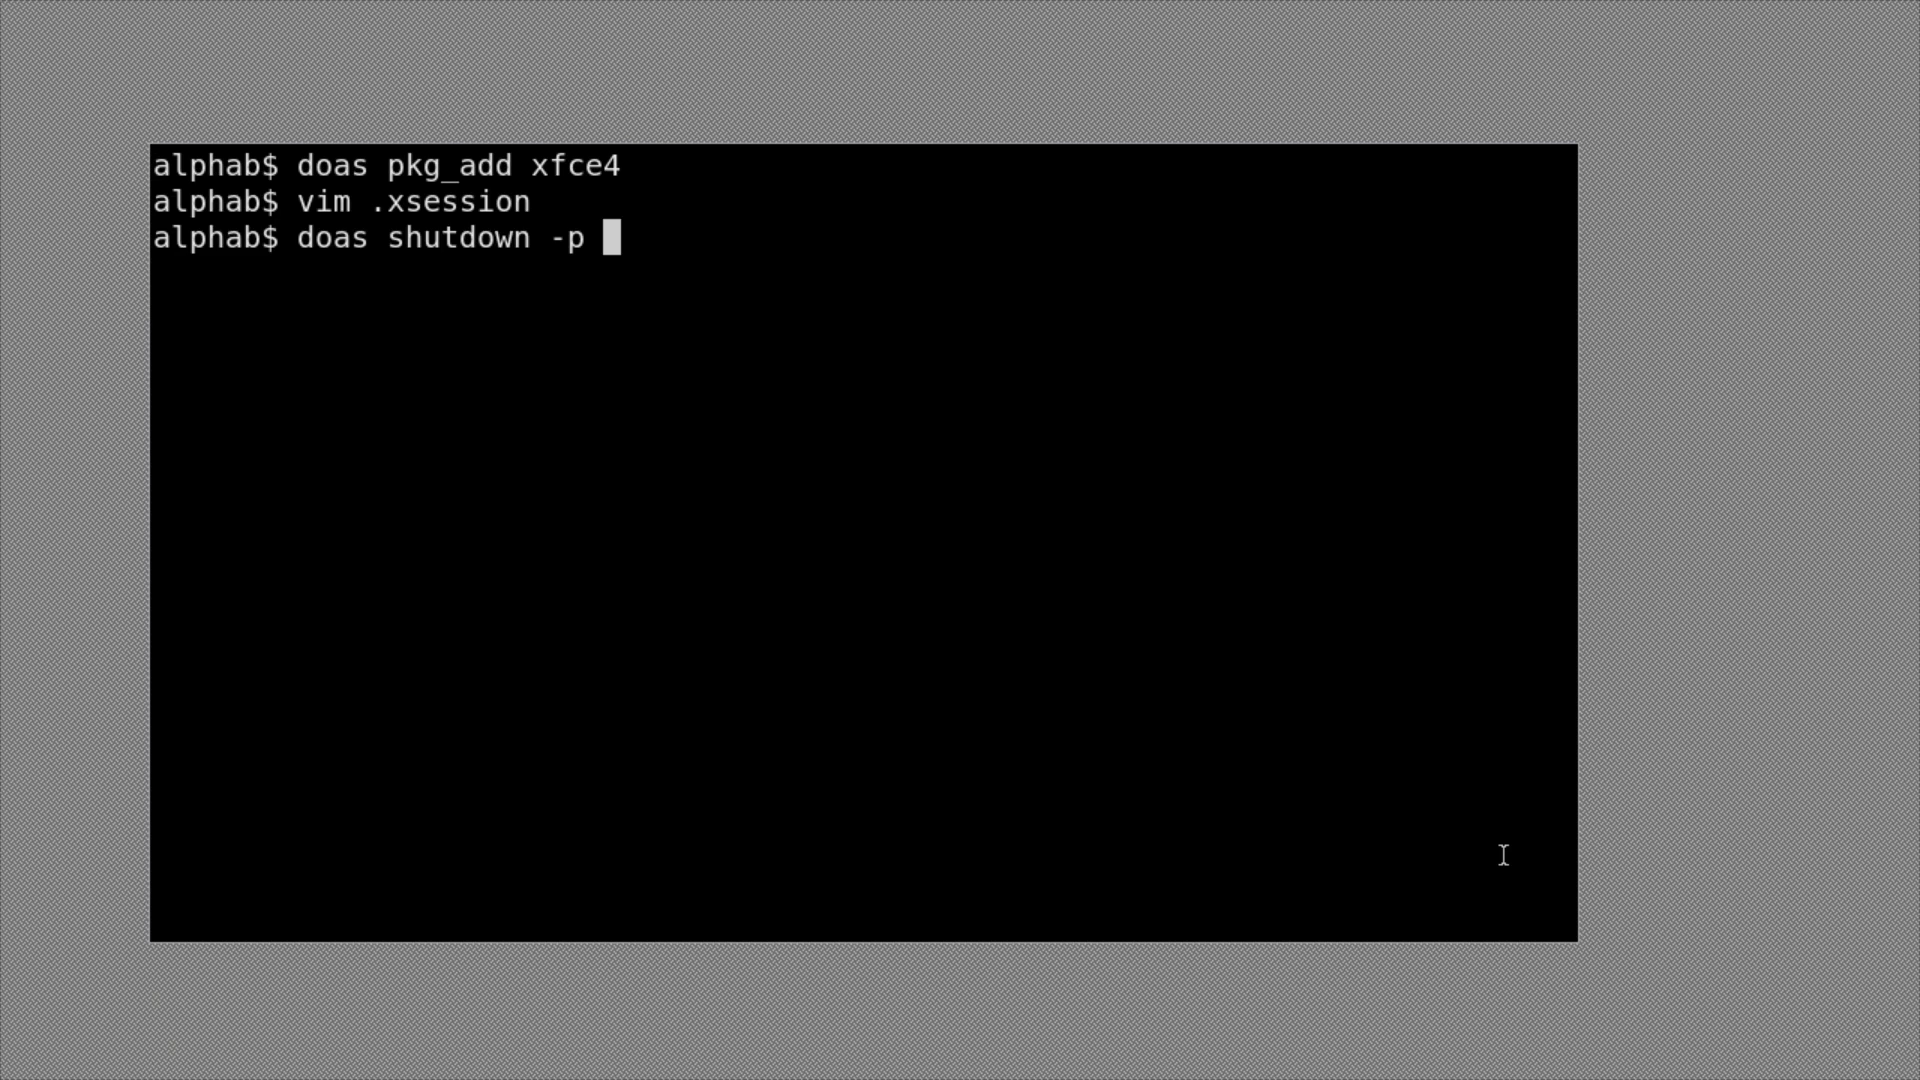 alphab$ doas pkg_add xfce4
alphab$ vim .xsession
alphab$ doas shutdown -p